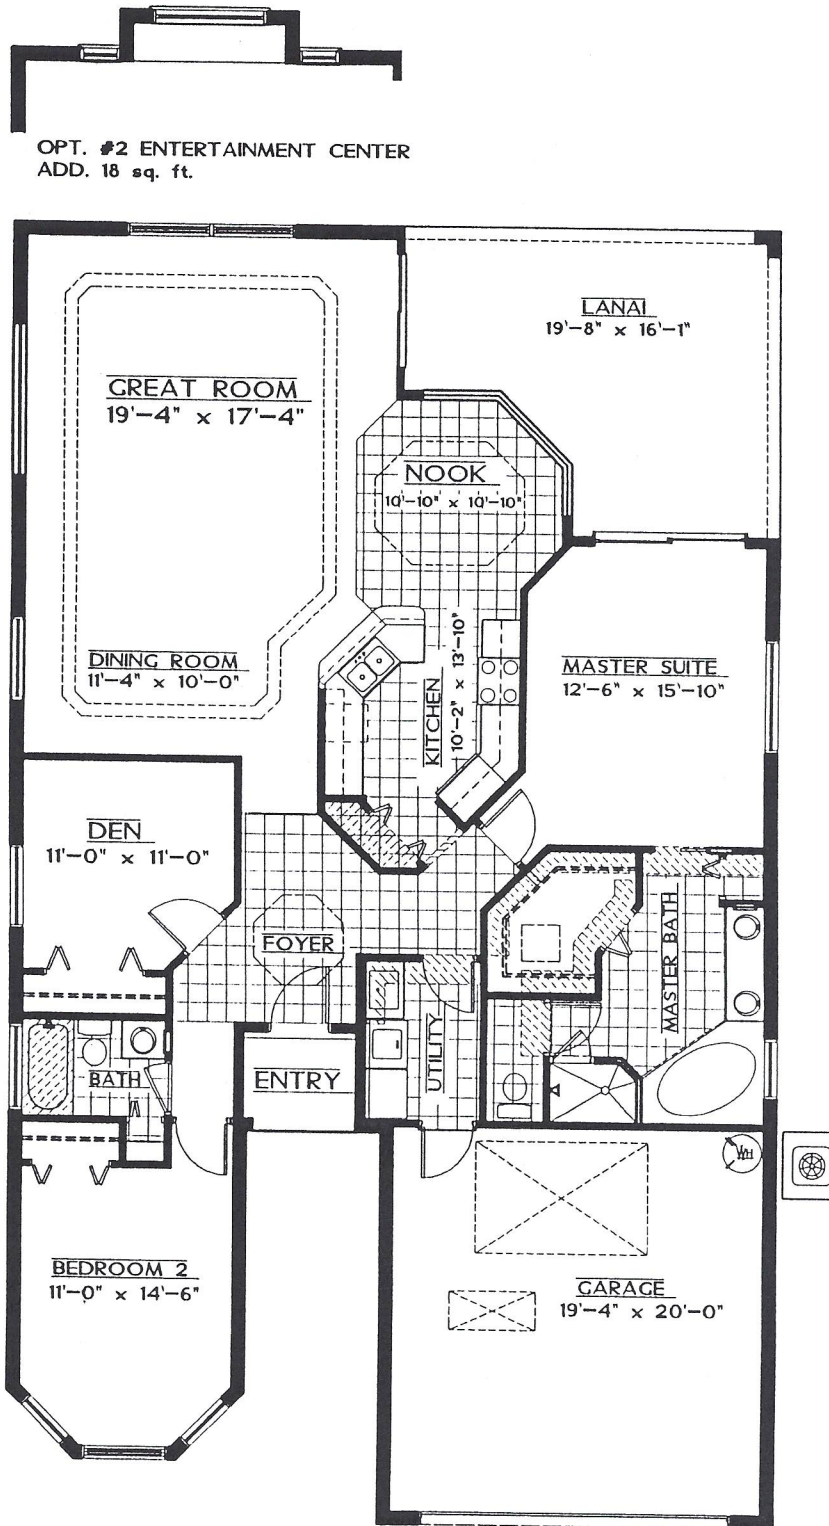 OPT. #2 ENTERTAINMENT CENTER
ADD. 18 sq. ft.
LANAI
19'-8" x 16'-1"
GREAT ROOM
19'-4" x 17'-4"
NOOK
10'-10" x 10'-10"
DINING ROOM
11'-4" x 10'-0"
KITCHEN
10'-2" x 13'-10"
MASTER SUITE
12'-6" x 15'-10"
DEN
11'-0" x 11'-0"
FOYER
MASTER BATH
BATH
ENTRY
UTILITY
WH
BEDROOM 2
11'-0" x 14'-6"
GARAGE
19'-4" x 20'-0"